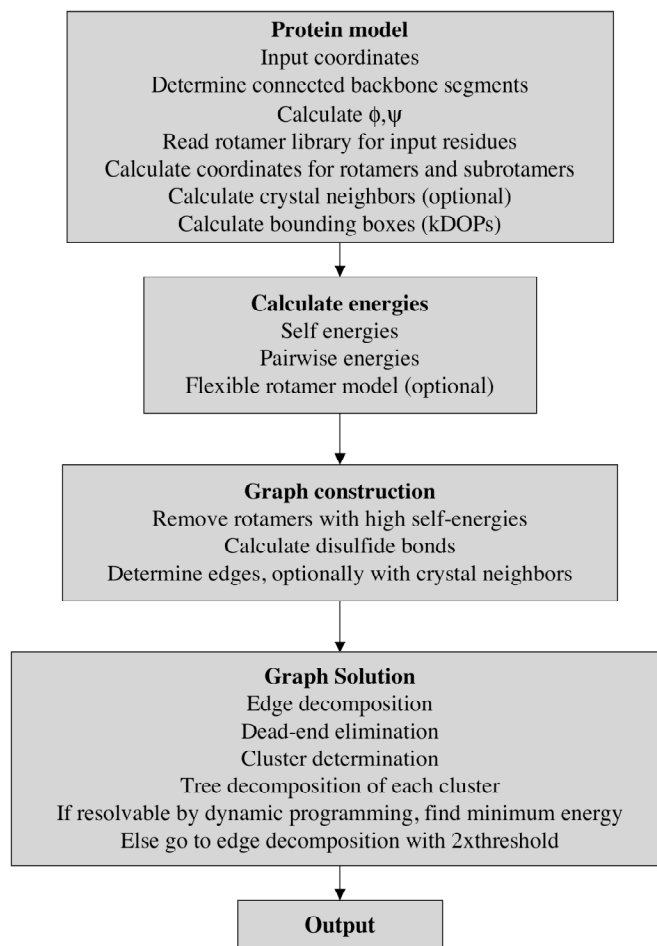 Protein model
Input coordinates
Determine connected backbone segments
Calculate ϕ,ψ
Read rotamer library for input residues
Calculate coordinates for rotamers and subrotamers
Calculate crystal neighbors (optional)
Calculate bounding boxes (kDOPs)
Calculate energies
Self energies
Pairwise energies
Flexible rotamer model (optional)
Graph construction
Remove rotamers with high self-energies
Calculate disulfide bonds
Determine edges, optionally with crystal neighbors
Graph Solution
Edge decomposition
Dead-end elimination
Cluster determination
Tree decomposition of each cluster
If resolvable by dynamic programming, find minimum energy
Else go to edge decomposition with 2xthreshold
Output